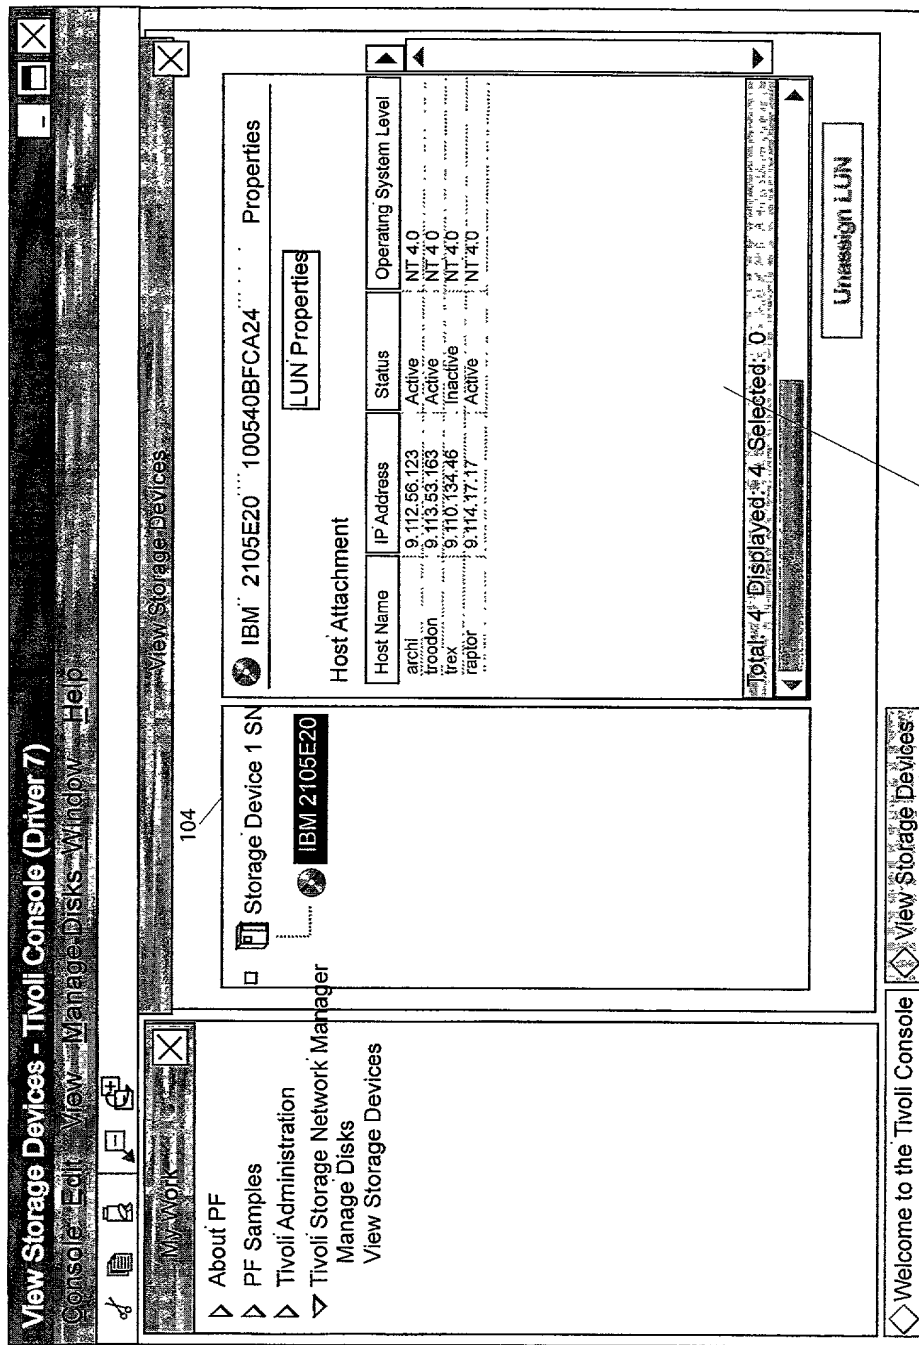 View Storage Devices - Tivoli Console (Driver 7)
Console Edit View Manage Disks Window Help
My Work
About PF
PF Samples
Tivoli Administration
Tivoli Storage Network Manager
Manage Disks
View Storage Devices
View Storage Devices
104
Storage Device 1 SN
IBM 2105E20
IBM 2105E20 100540BFCA24 Properties
LUN Properties
Host Attachment
Host Name IP Address Status Operating System Level
archi 9.112.56.123 Active NT 4.0
troodon 9.113.53.163 Active NT 4.0
trex 9.110.134.46 Inactive NT 4.0
raptor 9.114.17.17 Active NT 4.0
Total: 4 Displayed: 4 Selected: 0
Unassign LUN
Welcome to the Tivoli Console
View Storage Devices